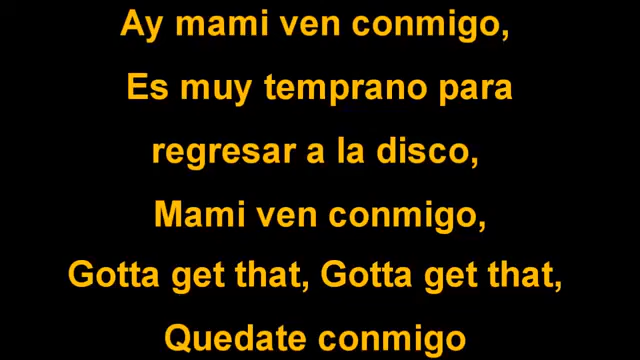 Ay mami ven conmigo,
Es muy temprano para
regresar a la disco,
Mami ven conmigo,
Gotta get that, Gotta get that,
Quedate conmigo